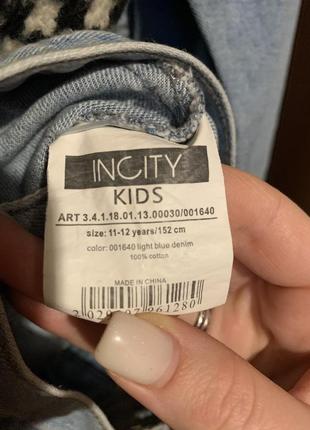 INCITY
KIDS
ART 3.4.1.18.01.13.00030/001640
size: 11-12 years/152 cm
color: 001640 light blue denim
100% cotton
MADE IN CHINA